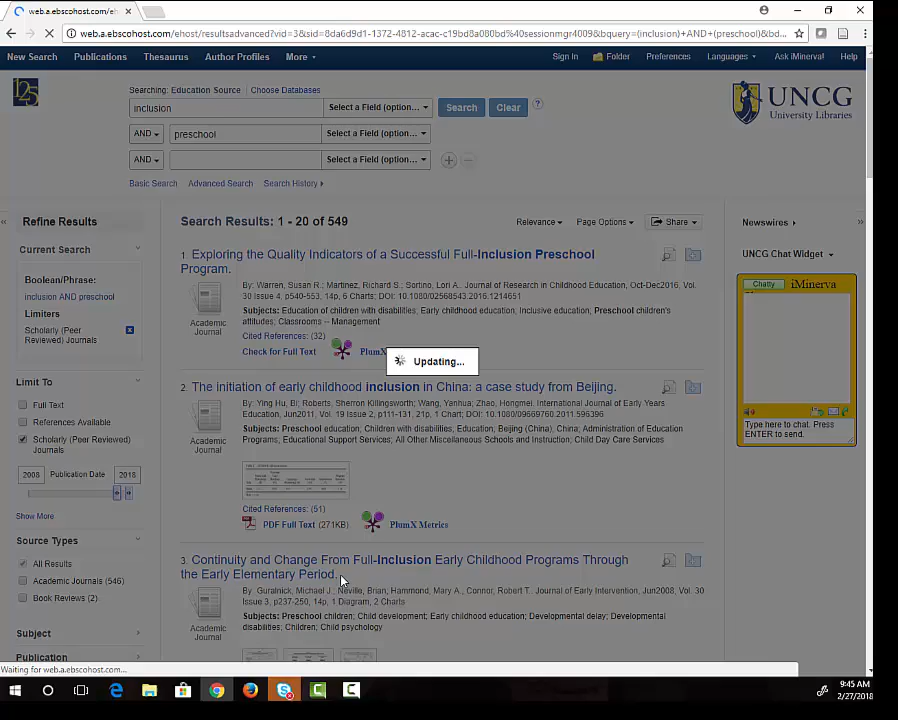 web.a.ebscohost.com/eho
web.a.ebscohost.com/ehost/resultsadvanced?vid=3&sid=8da6d9d1-1372-4812-acac-c19bd8a080bd%40sessionmgr4009&bquery=(inclusion)+AND+(preschool)&bd...
New Search Publications Thesaurus Author Profiles More Sign In Folder Preferences Languages Ask iMinerva! Help
125
Searching: Education Source Choose Databases
inclusion Select a Field (option... Search Clear ?
AND preschool Select a Field (option...
AND Select a Field (option...
Basic Search Advanced Search Search History
UNCG
University Libraries
Refine Results
Current Search
Boolean/Phrase:
inclusion AND preschool
Limiters
Scholarly (Peer
Reviewed) Journals
Limit To
Full Text
References Available
Scholarly (Peer Reviewed)
Journals
2008 Publication Date 2018
Show More
Source Types
All Results
Academic Journals (546)
Book Reviews (2)
Subject
Publication
Search Results: 1 - 20 of 549 Relevance Page Options Share
1. Exploring the Quality Indicators of a Successful Full-Inclusion Preschool
Program.
By: Warren, Susan R.; Martinez, Richard S.; Sortino, Lori A.. Journal of Research in Childhood Education, Oct-Dec2016, Vol.
30 Issue 4, p540-553, 14p, 6 Charts; DOI: 10.1080/02568543.2016.1214651
Subjects: Education of children with disabilities; Early childhood education; Inclusive education; Preschool children's
attitudes; Classrooms -- Management
Academic
Journal
Cited References: (32)
Check for Full Text PlumX
Updating...
2. The initiation of early childhood inclusion in China: a case study from Beijing.
By: Ying Hu, Bi; Roberts, Sherron Killingsworth; Wang, Yanhua; Zhao, Hongmei. International Journal of Early Years
Education, Jun2011, Vol. 19 Issue 2, p111-131, 21p, 1 Chart; DOI: 10.1080/09669760.2011.596396
Subjects: Preschool education; Children with disabilities; Education; Beijing (China); China; Administration of Education
Programs; Educational Support Services; All Other Miscellaneous Schools and Instruction; Child Day Care Services
Academic
Journal
Cited References: (51)
PDF Full Text (271KB) PlumX Metrics
3. Continuity and Change From Full-Inclusion Early Childhood Programs Through
the Early Elementary Period.
By: Guralnick, Michael J.; Neville, Brian; Hammond, Mary A.; Connor, Robert T. Journal of Early Intervention, Jun2008, Vol. 30
Issue 3, p237-250, 14p, 1 Diagram, 2 Charts
Subjects: Preschool children; Child development; Early childhood education; Developmental delay; Developmental
disabilities; Children; Child psychology
Academic
Journal
Newswires
UNCG Chat Widget
Chatty iMinerva
Type here to chat. Press
ENTER to send.
Waiting for web.a.ebscohost.com...
9:45 AM
2/27/2018